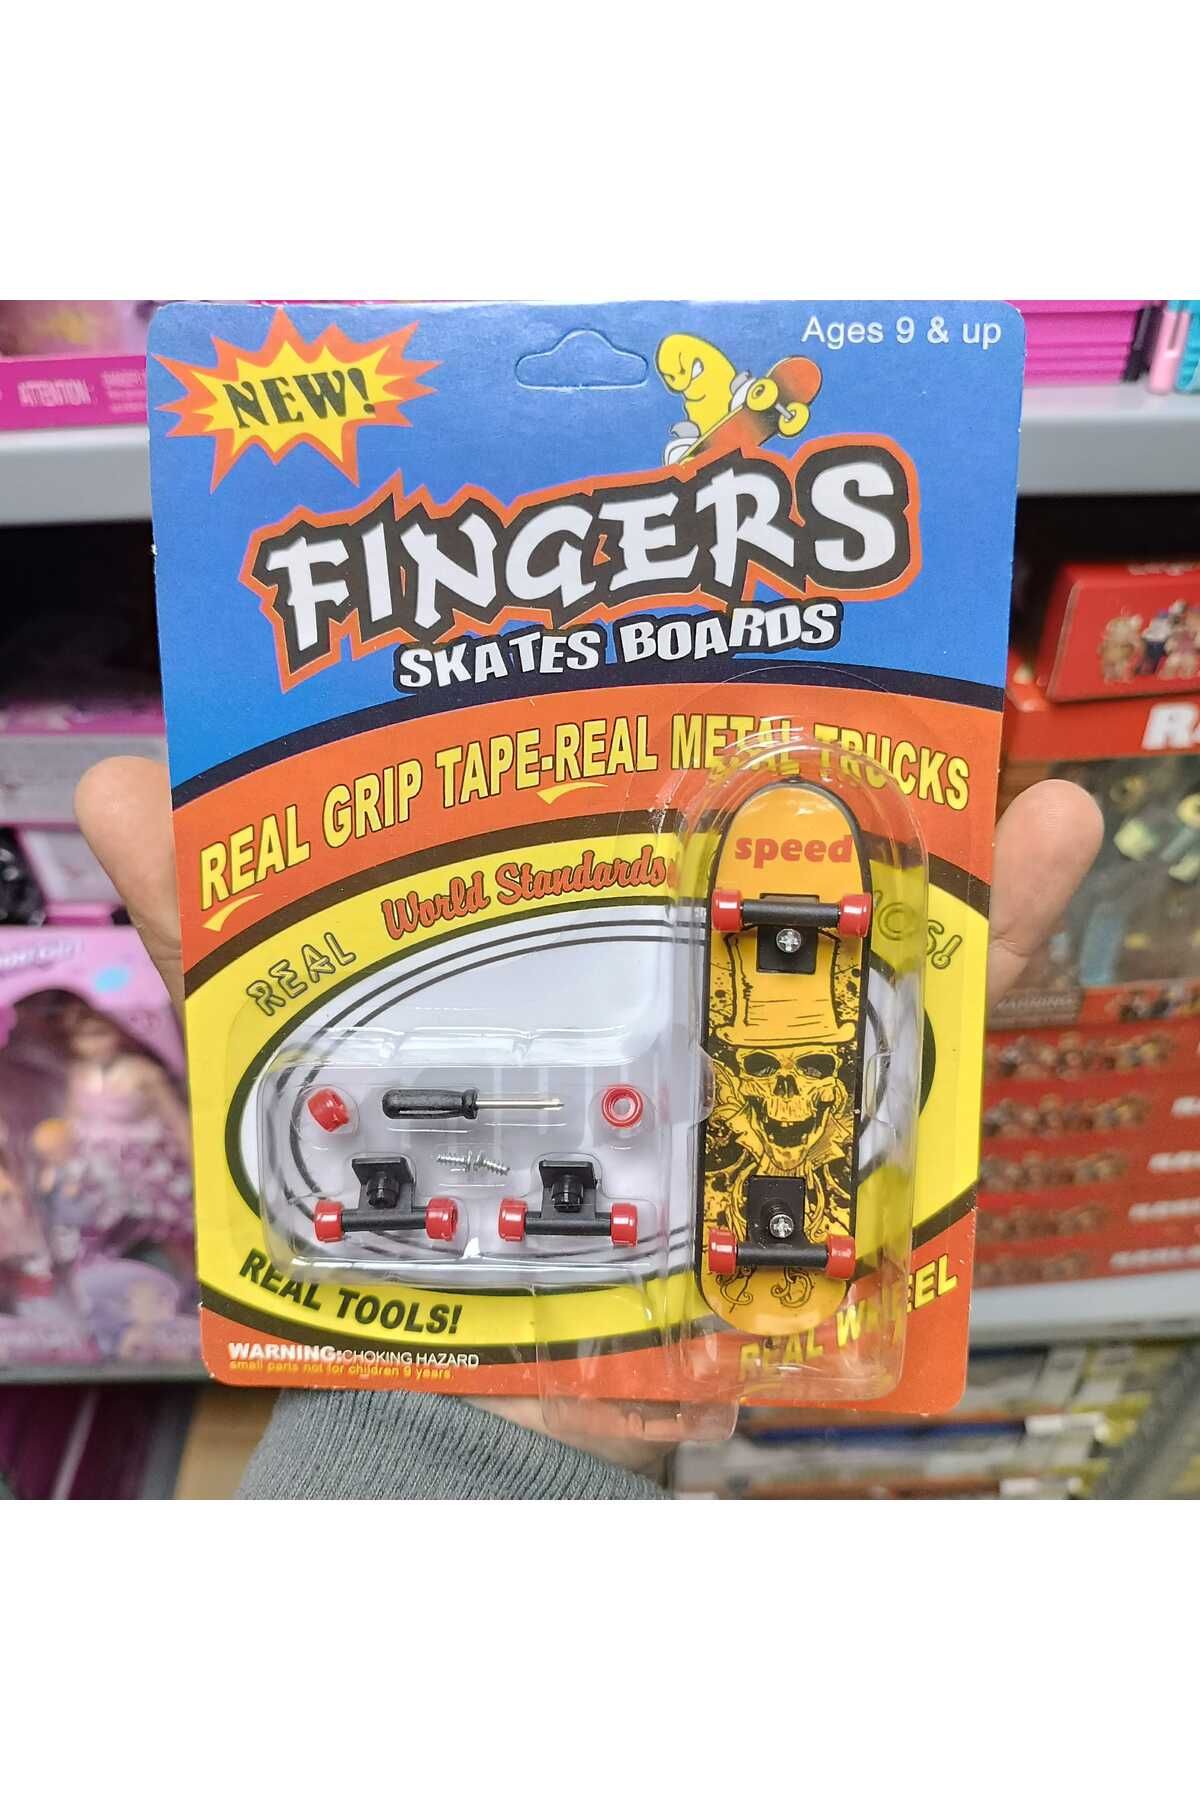 ATTENTION
NEW!
Ages 9 & up
FINGERS
SKATES BOARDS
REAL GRIP TAPE-REAL METAL TRUCKS
World Standards
REAL
speed
REAL TOOLS!
REAL WHEEL
WARNING:CHOKING HAZARD
small parts not for children 9 years.
WARNING